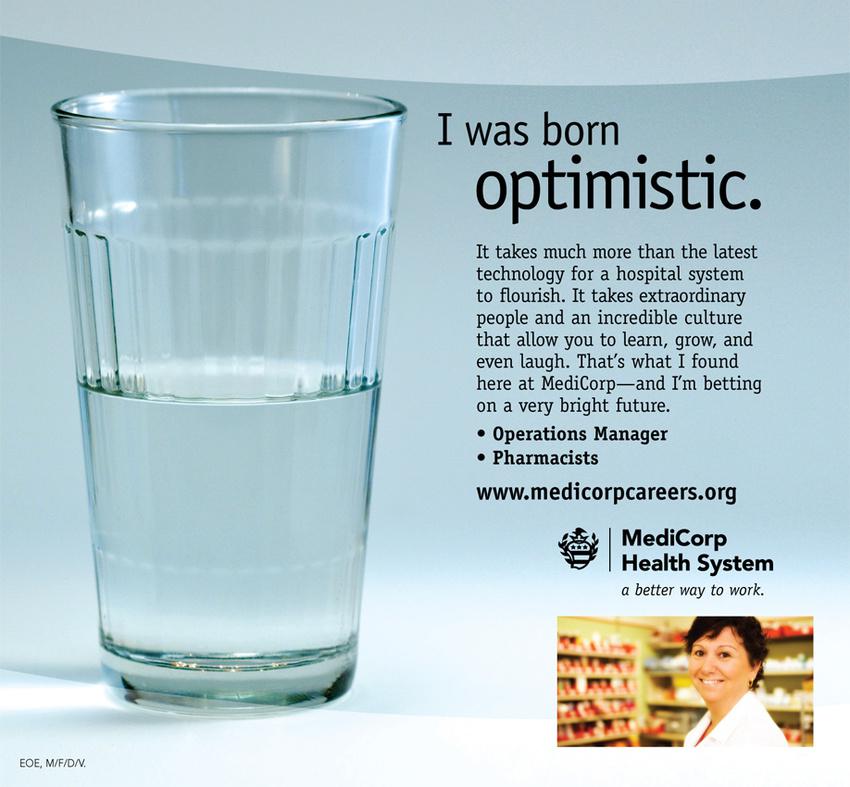 I was born
optimistic.
It takes much more than the latest
technology for a hospital system
to flourish. It takes extraordinary
people and an incredible culture
that allow you to learn, grow, and
even laugh. That's what I found
here at MediCorp—and I'm betting
on a very bright future.
• Operations Manager
• Pharmacists
www.medicorpcareers.org
MediCorp
Health System
a better way to work.
EOE, M/F/D/V.